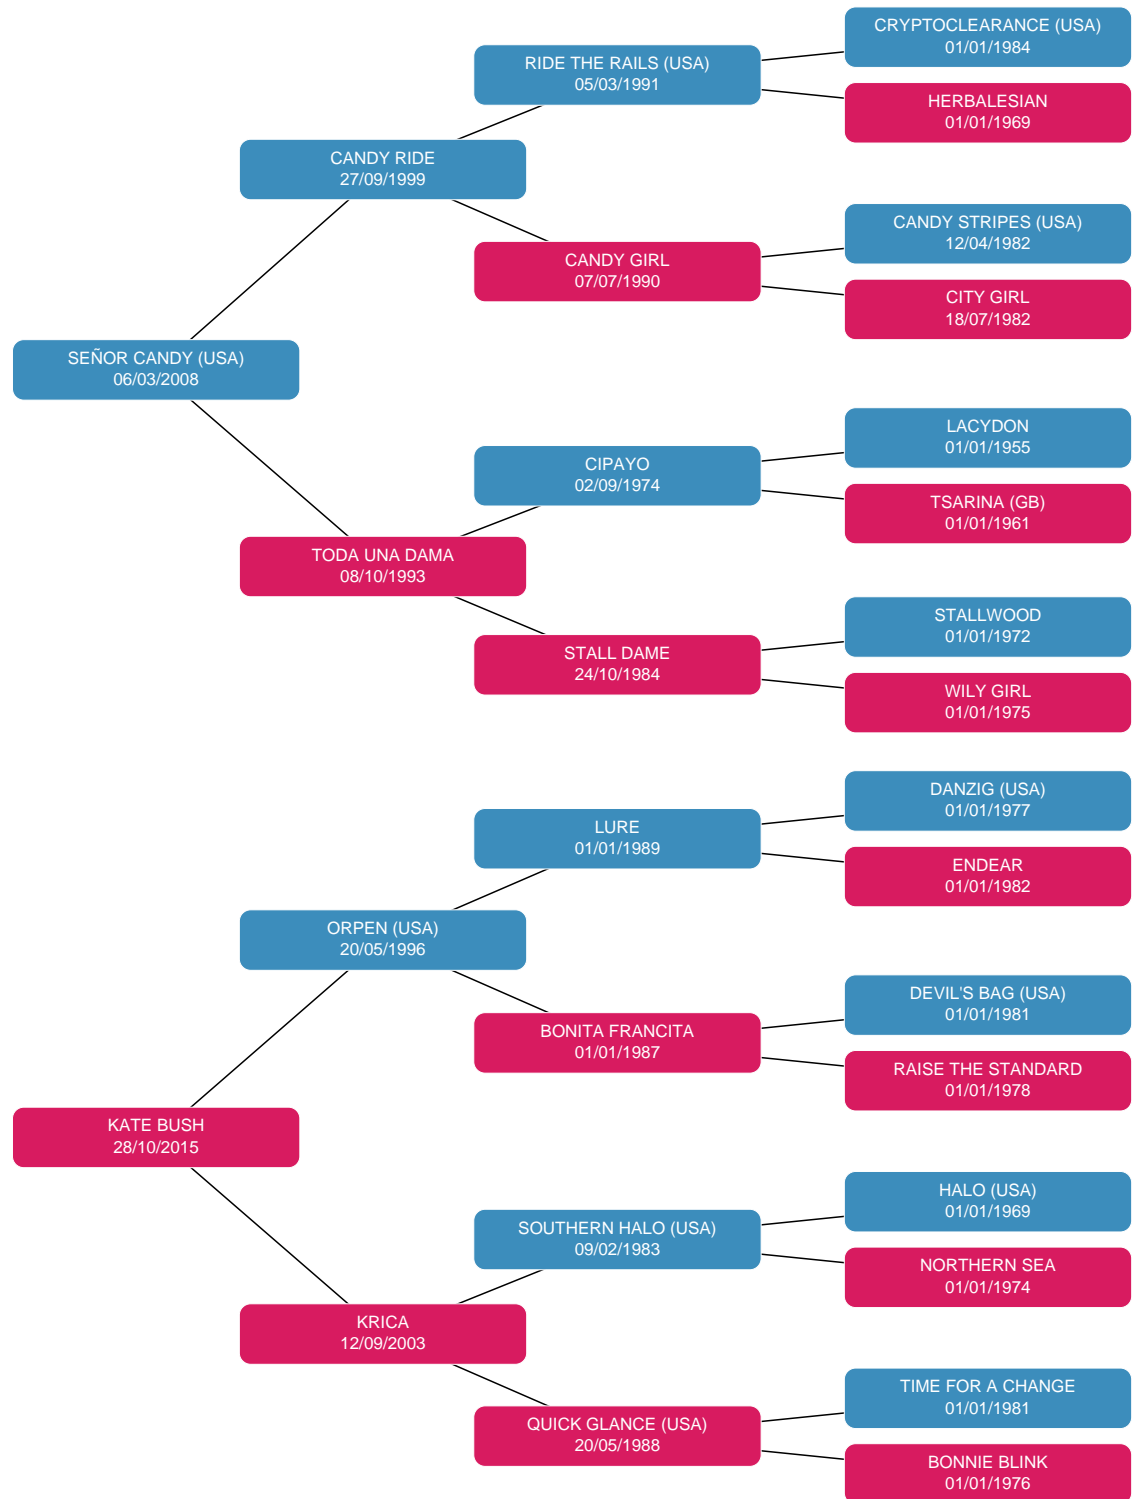 CRYPTOCLEARANCE (USA)
01/01/1984
RIDE THE RAILS (USA)
05/03/1991
HERBALESIAN
01/01/1969
CANDY RIDE
27/09/1999
CANDY STRIPES (USA)
12/04/1982
CANDY GIRL
07/07/1990
CITY GIRL
18/07/1982
SEÑOR CANDY (USA)
06/03/2008
LACYDON
01/01/1955
CIPAYO
02/09/1974
TSARINA (GB)
01/01/1961
TODA UNA DAMA
08/10/1993
STALLWOOD
01/01/1972
STALL DAME
24/10/1984
WILY GIRL
01/01/1975
DANZIG (USA)
01/01/1977
LURE
01/01/1989
ENDEAR
01/01/1982
ORPEN (USA)
20/05/1996
DEVIL'S BAG (USA)
01/01/1981
BONITA FRANCITA
01/01/1987
RAISE THE STANDARD
01/01/1978
KATE BUSH
28/10/2015
HALO (USA)
01/01/1969
SOUTHERN HALO (USA)
09/02/1983
NORTHERN SEA
01/01/1974
KRICA
12/09/2003
TIME FOR A CHANGE
01/01/1981
QUICK GLANCE (USA)
20/05/1988
BONNIE BLINK
01/01/1976